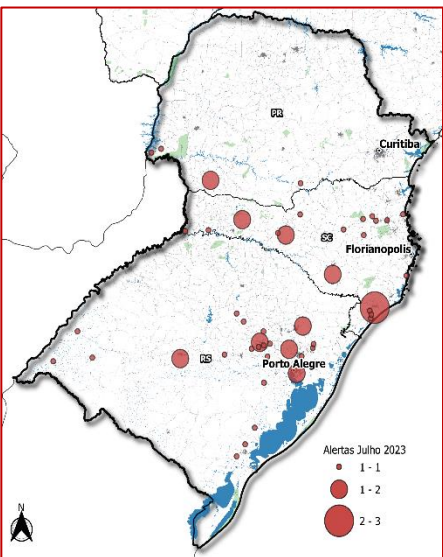 PR
Curitiba
SC
Florianopolis
RS
Porto Alegre
Alertas Julho 2023
1 - 1
1 - 2
2 - 3
N